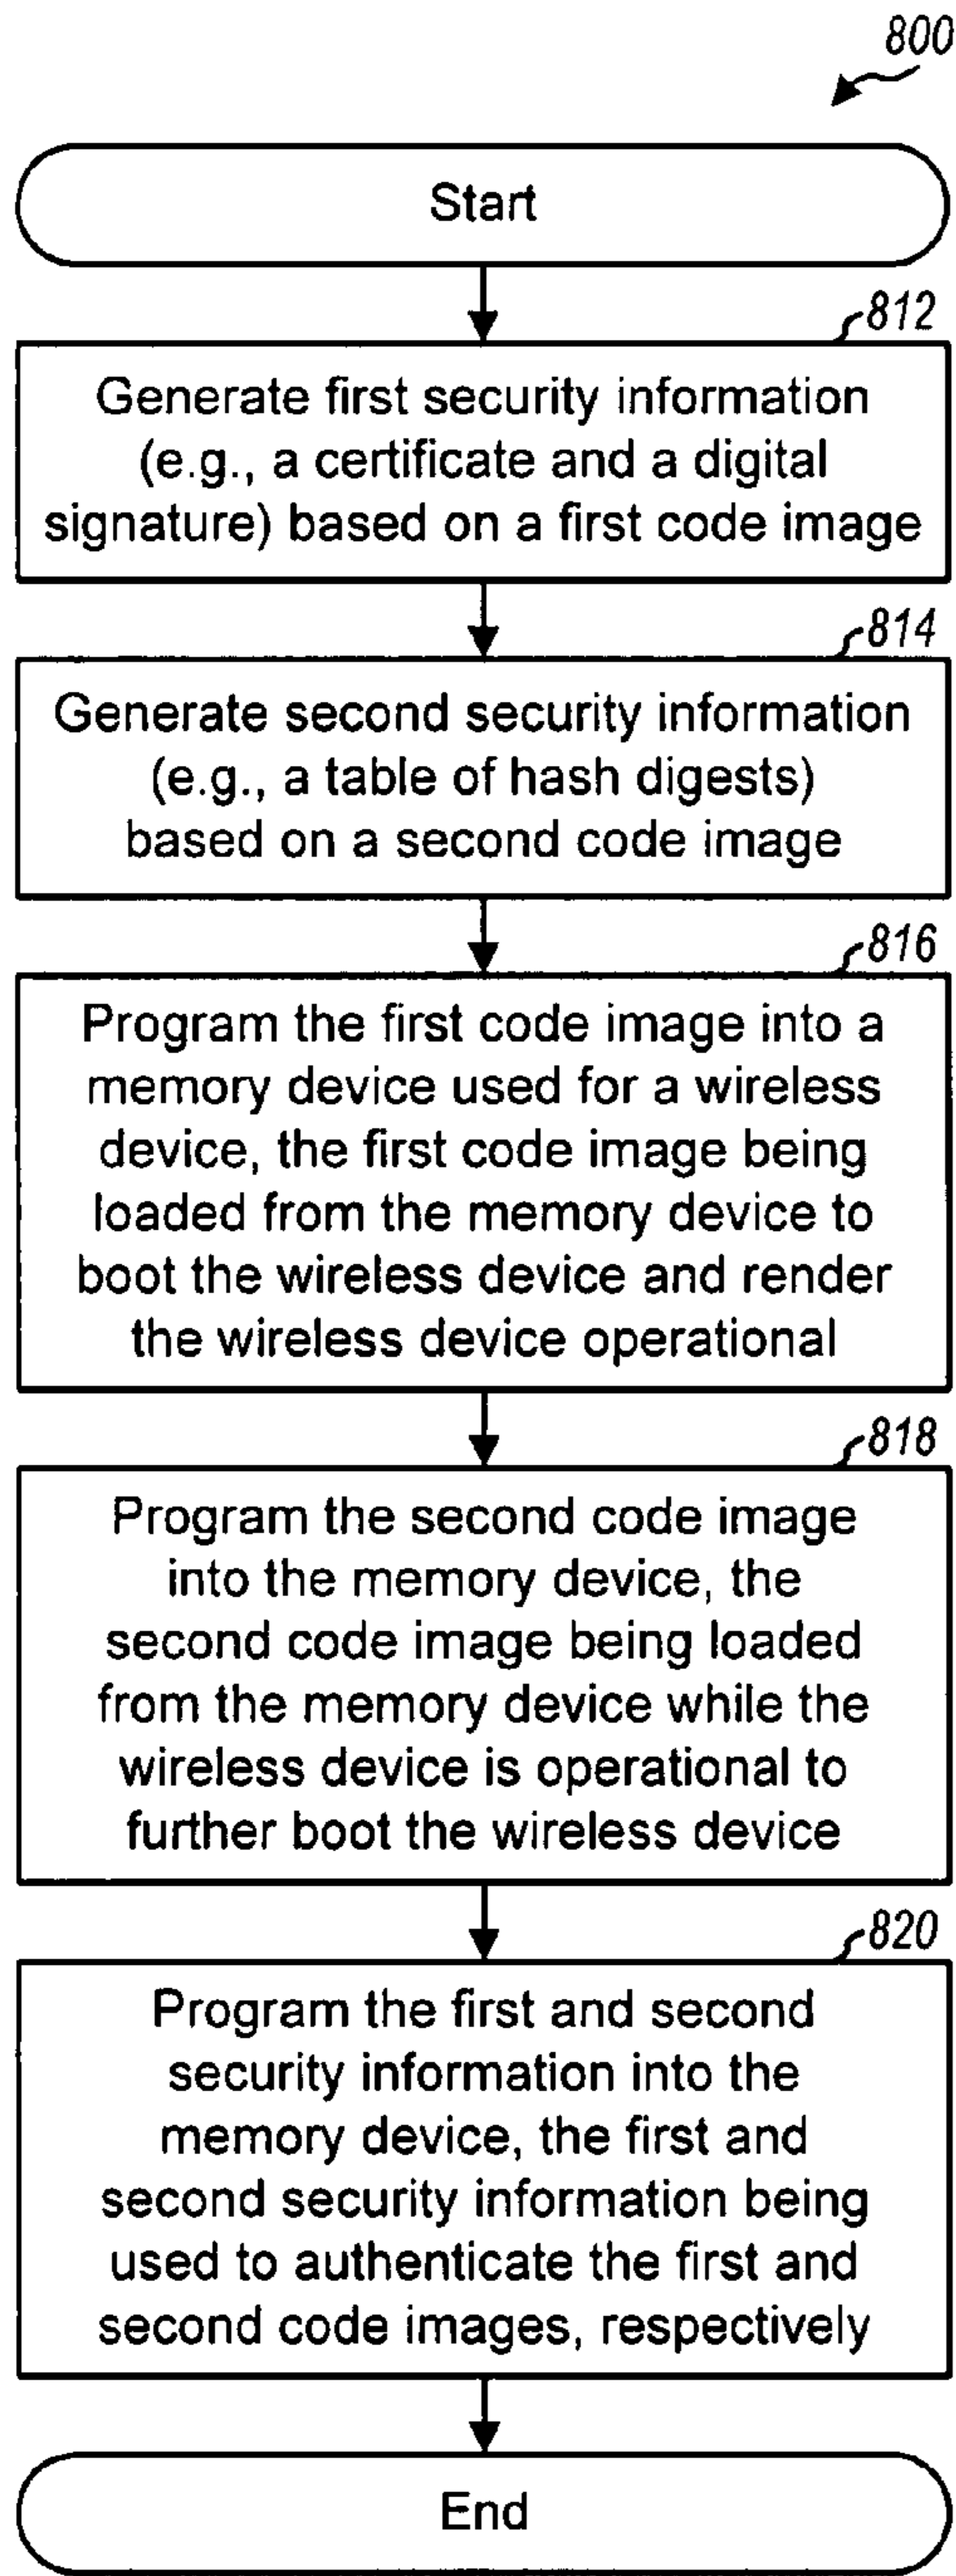 800
Start
812
Generate first security information
(e.g., a certificate and a digital
signature) based on a first code image
814
Generate second security information
(e.g., a table of hash digests)
based on a second code image
816
Program the first code image into a
memory device used for a wireless
device, the first code image being
loaded from the memory device to
boot the wireless device and render
the wireless device operational
818
Program the second code image
into the memory device, the
second code image being loaded
from the memory device while the
wireless device is operational to
further boot the wireless device
820
Program the first and second
security information into the
memory device, the first and
second security information being
used to authenticate the first and
second code images, respectively
End